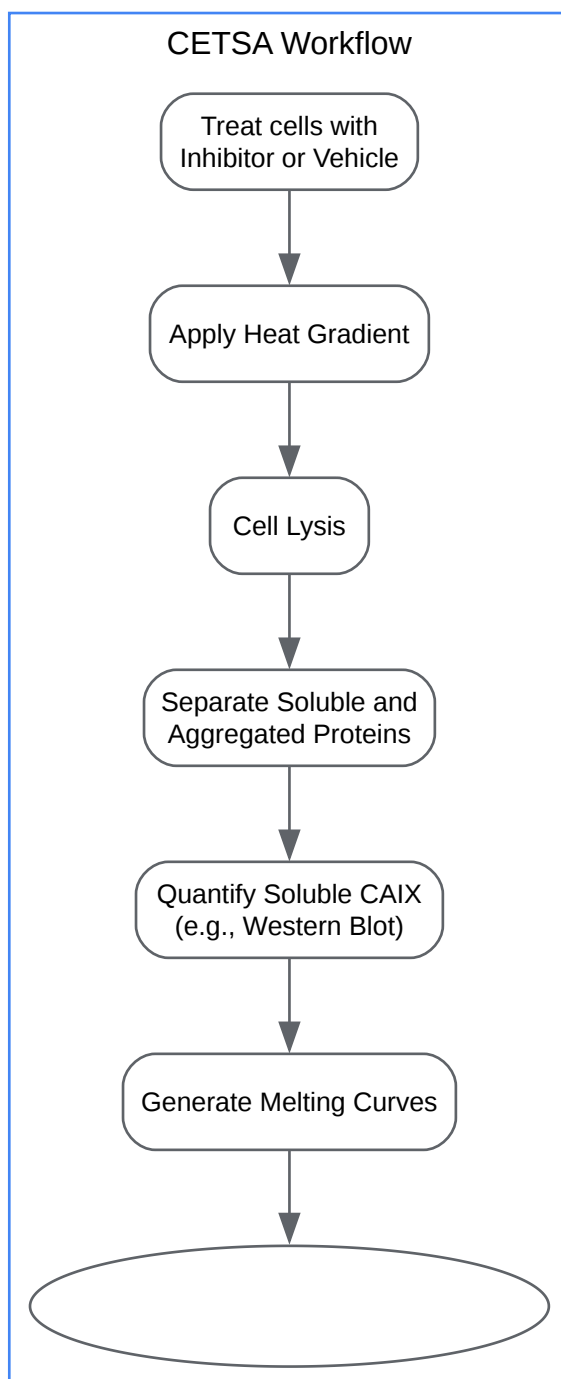 CETSA Workflow
Treat cells with
Inhibitor or Vehicle
Apply Heat Gradient
Cell Lysis
Separate Soluble and
Aggregated Proteins
Quantify Soluble CAIX
(e.g., Western Blot)
Generate Melting Curves